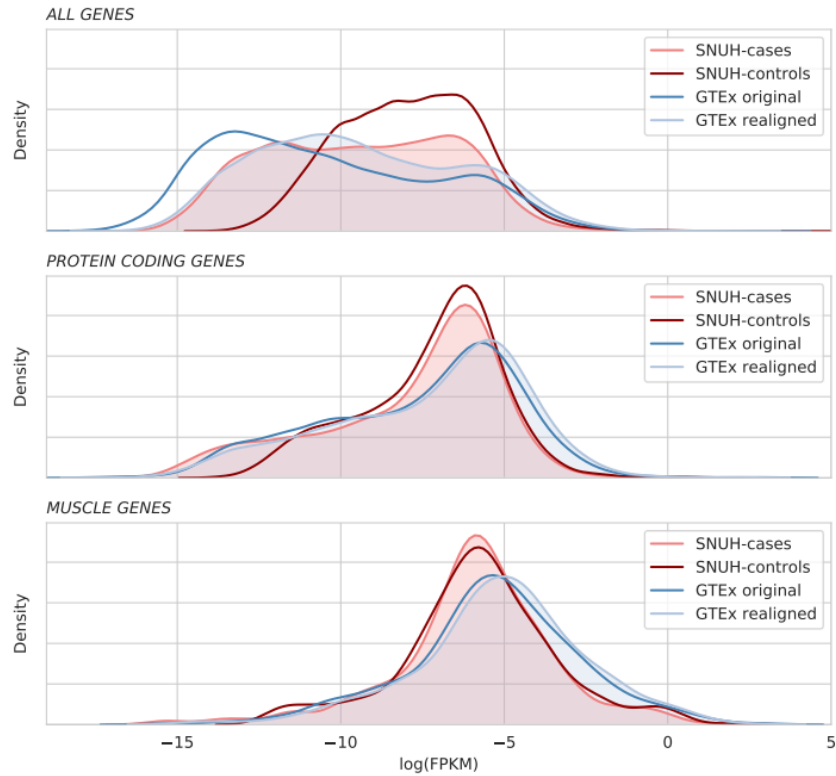 ALL GENES
Density
SNUH-cases
SNUH-controls
GTEx original
GTEx realigned
PROTEIN CODING GENES
Density
SNUH-cases
SNUH-controls
GTEx original
GTEx realigned
MUSCLE GENES
Density
SNUH-cases
SNUH-controls
GTEx original
GTEx realigned
−15 −10 −5 0 5
log(FPKM)